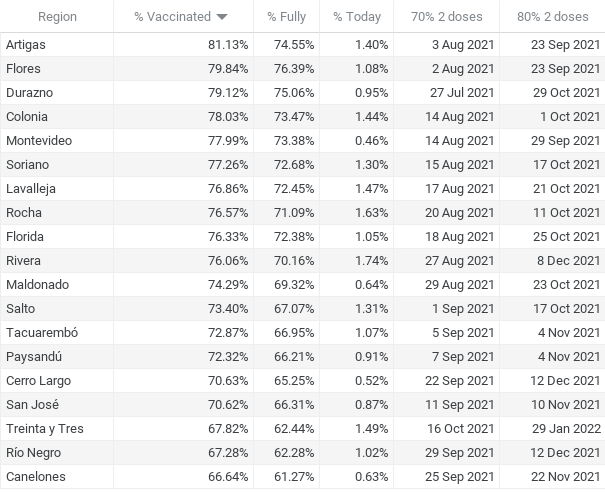 Region % Vaccinated % Fully % Today 70% 2 doses 80% 2 doses
Artigas 81.13% 74.55% 1.40% 3 Aug 2021 23 Sep 2021
Flores 79.84% 76.39% 1.08% 2 Aug 2021 23 Sep 2021
Durazno 79.12% 75.06% 0.95% 27 Jul 2021 29 Oct 2021
Colonia 78.03% 73.47% 1.44% 14 Aug 2021 1 Oct 2021
Montevideo 77.99% 73.38% 0.46% 14 Aug 2021 29 Sep 2021
Soriano 77.26% 72.68% 1.30% 15 Aug 2021 17 Oct 2021
Lavalleja 76.86% 72.45% 1.47% 17 Aug 2021 21 Oct 2021
Rocha 76.57% 71.09% 1.63% 20 Aug 2021 11 Oct 2021
Florida 76.33% 72.38% 1.05% 18 Aug 2021 25 Oct 2021
Rivera 76.06% 70.16% 1.74% 27 Aug 2021 8 Dec 2021
Maldonado 74.29% 69.32% 0.64% 29 Aug 2021 23 Oct 2021
Salto 73.40% 67.07% 1.31% 1 Sep 2021 17 Oct 2021
Tacuarembó 72.87% 66.95% 1.07% 5 Sep 2021 4 Nov 2021
Paysandú 72.32% 66.21% 0.91% 7 Sep 2021 4 Nov 2021
Cerro Largo 70.63% 65.25% 0.52% 22 Sep 2021 12 Dec 2021
San José 70.62% 66.31% 0.87% 11 Sep 2021 10 Nov 2021
Treinta y Tres 67.82% 62.44% 1.49% 16 Oct 2021 29 Jan 2022
Río Negro 67.28% 62.28% 1.02% 29 Sep 2021 12 Dec 2021
Canelones 66.64% 61.27% 0.63% 25 Sep 2021 22 Nov 2021